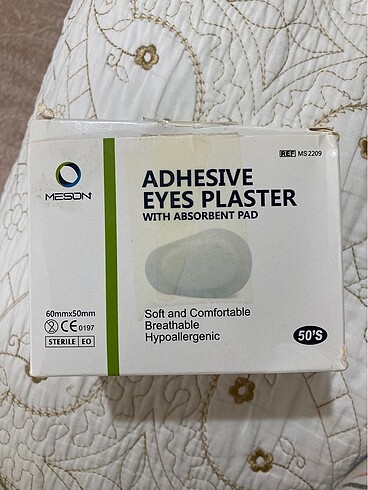 MESON
ADHESIVE
EYES PLASTER
WITH ABSORBENT PAD
REF MS2209
60mmx50mm
2 CE 0197
STERILE EO
Soft and Comfortable
Breathable
Hypoallergenic
50'S